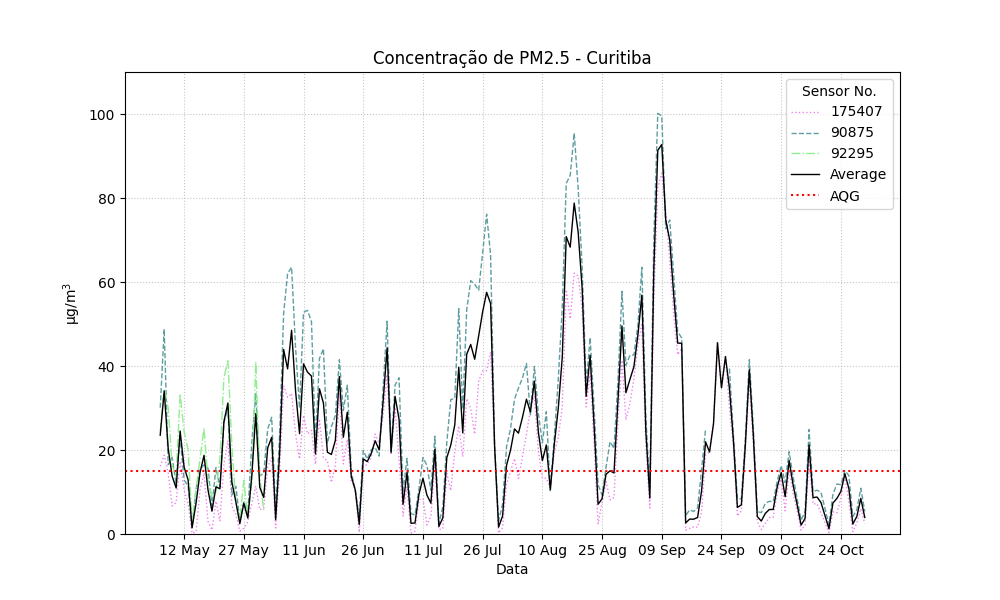 Concentração de PM2.5 - Curitiba
Sensor No.
175407
90875
92295
Average
AQG
100
80
60
40
20
0
μg/m³
12 May 27 May 11 Jun 26 Jun 11 Jul 26 Jul 10 Aug 25 Aug 09 Sep 24 Sep 09 Oct 24 Oct
Data